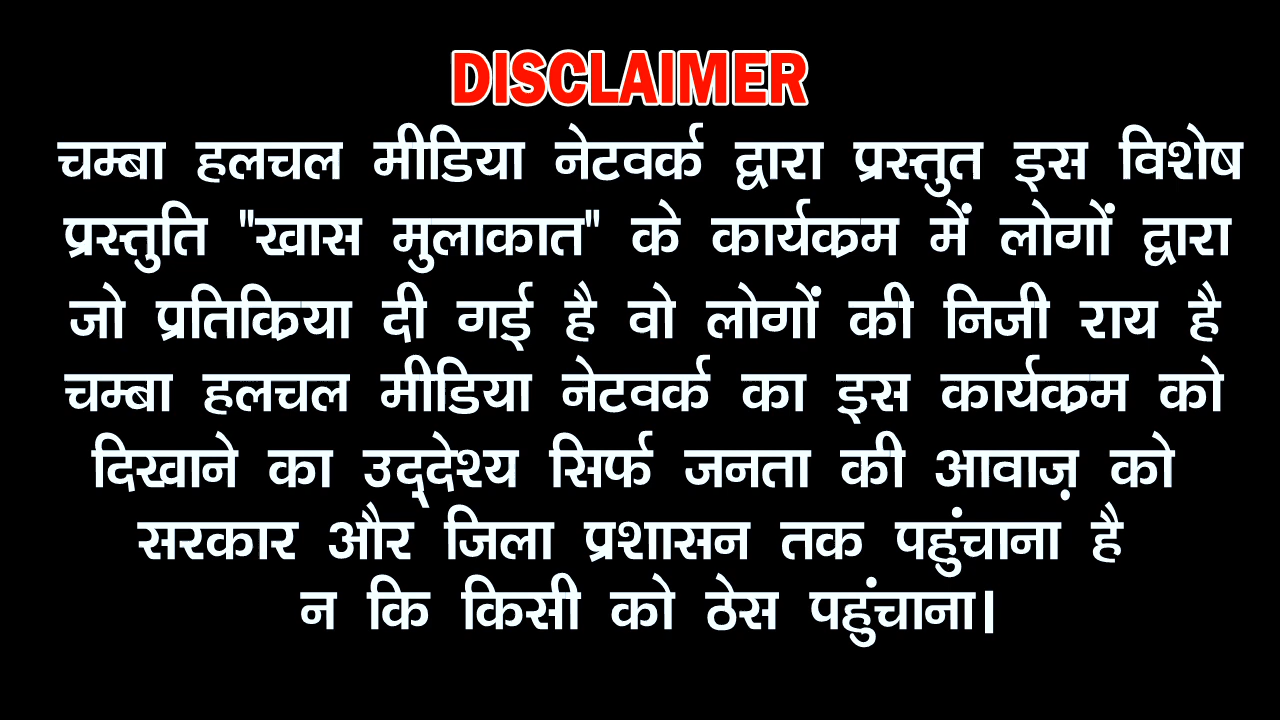 DISCLAIMER
चम्बा हलचल मीडिया नेटवर्क द्वारा प्रस्तुत इस विशेष
प्रस्तुति "खास मुलाकात" के कार्यक्रम में लोगों द्वारा
जो प्रतिक्रिया दी गई है वो लोगों की निजी राय है
चम्बा हलचल मीडिया नेटवर्क का इस कार्यक्रम को
दिखाने का उद्‌देश्य सिर्फ जनता की आवाज़ को
सरकार और जिला प्रशासन तक पहुंचाना है
न कि किसी को ठेस पहुंचाना।